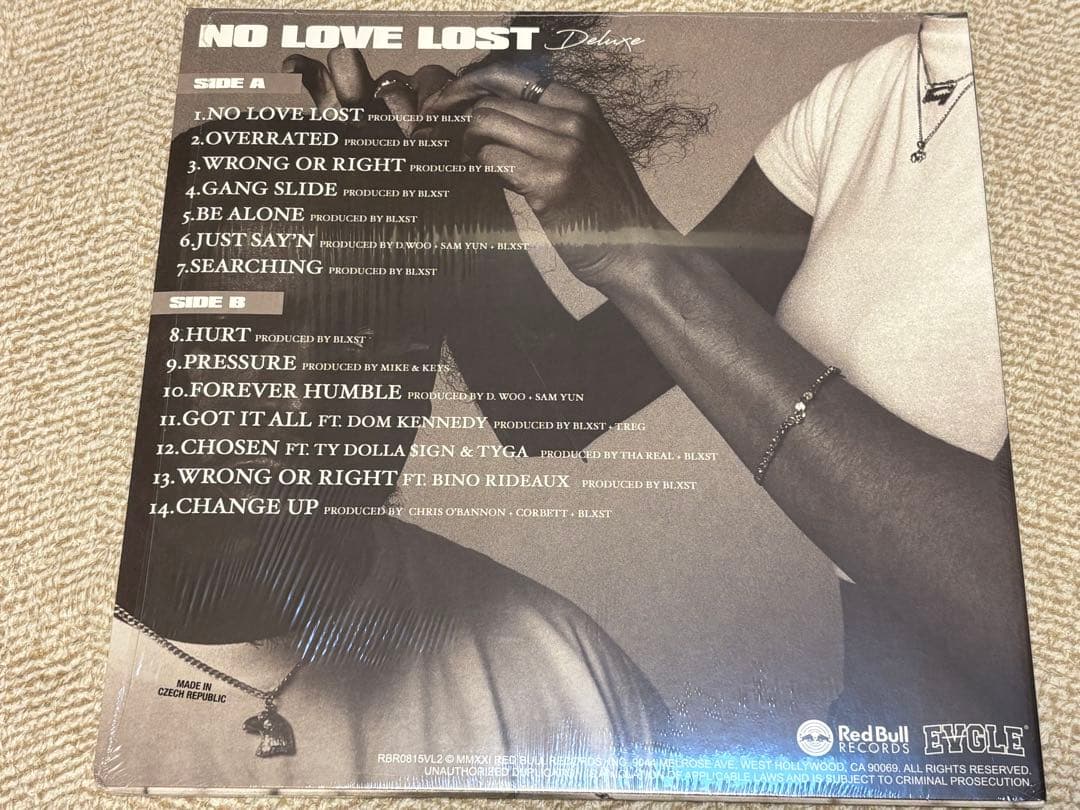 NO LOVE LOST Deluxe
SIDE A
1.NO LOVE LOST PRODUCED BY BLXST
2.OVERRATED PRODUCED BY BLXST
3.WRONG OR RIGHT PRODUCED BY BLXST
4.GANG SLIDE PRODUCED BY BLXST
5.BE ALONE PRODUCED BY BLXST
6.JUST SAY'N PRODUCED BY D. WOO + SAM YUN + BLXST
7.SEARCHING PRODUCED BY BLXST
SIDE B
8.HURT PRODUCED BY BLXST
9.PRESSURE PRODUCED BY MIKE & KEYS
10.FOREVER HUMBLE PRODUCED BY D. WOO + SAM YUN
11.GOT IT ALL FT. DOM KENNEDY PRODUCED BY BLXST + T.REG
12.CHOSEN FT. TY DOLLA $IGN & TYGA PRODUCED BY THA REAL + BLXST
13.WRONG OR RIGHT FT. BINO RIDEAUX PRODUCED BY BLXST
14.CHANGE UP PRODUCED BY CHRIS O'BANNON + CORBETT + BLXST
MADE IN
CZECH REPUBLIC
Red Bull
RECORDS
EVGLE
RBR0815VL2 © MMXXI RED BULL RECORDS, INC. 9044 MELROSE AVE, WEST HOLLYWOOD, CA 90069. ALL RIGHTS RESERVED.
UNAUTHORIZED DUPLICATION OF APPLICABLE LAWS AND IS SUBJECT TO CRIMINAL PROSECUTION.